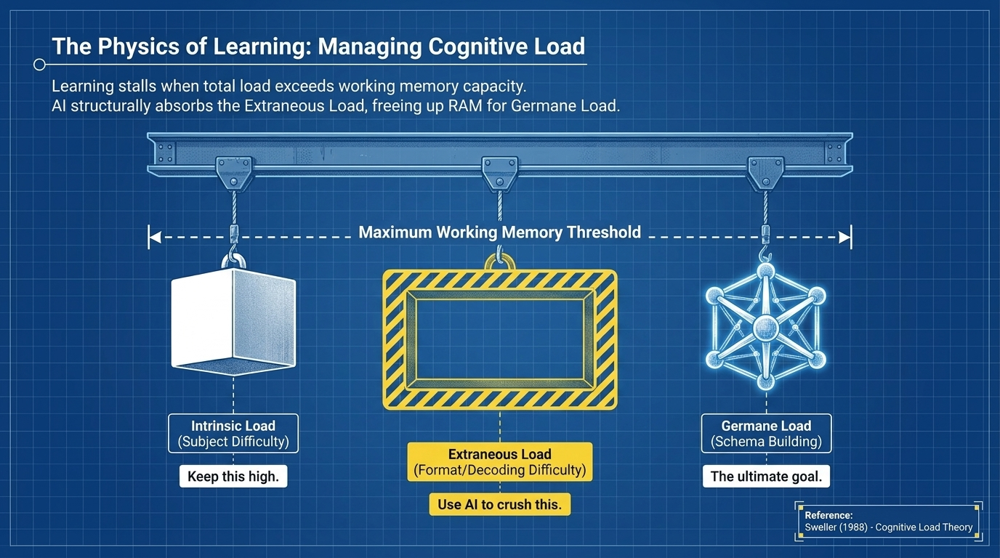 The Physics of Learning: Managing Cognitive Load
Learning stalls when total load exceeds working memory capacity.
AI structurally absorbs the Extraneous Load, freeing up RAM for Germane Load.
Maximum Working Memory Threshold
Intrinsic Load
(Subject Difficulty)
Keep this high.
Extraneous Load
(Format/Decoding Difficulty)
Use AI to crush this.
Germane Load
(Schema Building)
The ultimate goal.
Reference:
Sweller (1988) - Cognitive Load Theory